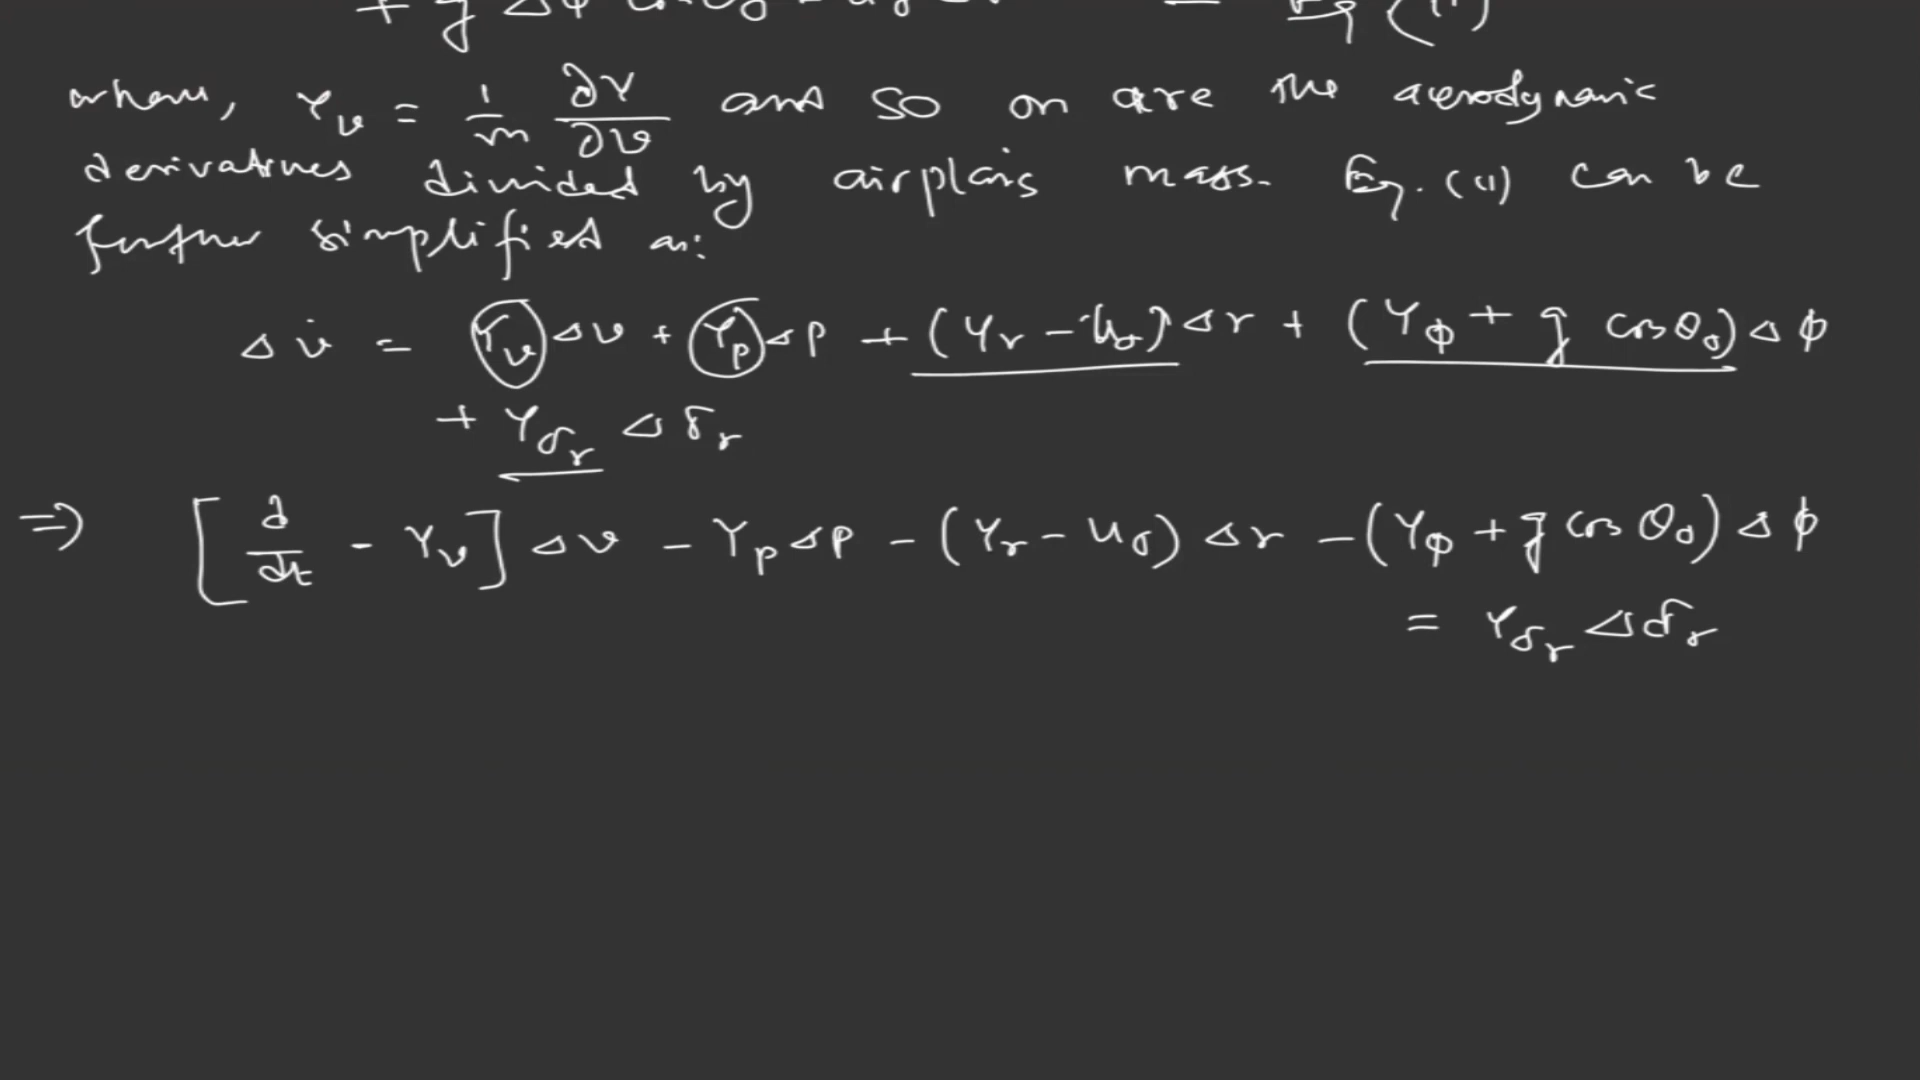 = Eq (11)
where, Y_v = 1/m ∂Y/∂v and so on are the aerodynamic
derivatives divided by airplane's mass. Eq. (11) can be
further simplified as:
Δv̇ = Y_v Δv + Y_p Δp + (Y_r - u_0) Δr + (Y_φ + g cos θ_0) Δφ
+ Y_δr Δδ_r
⇒ [d/dt - Y_v] Δv - Y_p Δp - (Y_r - u_0) Δr - (Y_φ + g cos θ_0) Δφ
= Y_δr Δδ_r